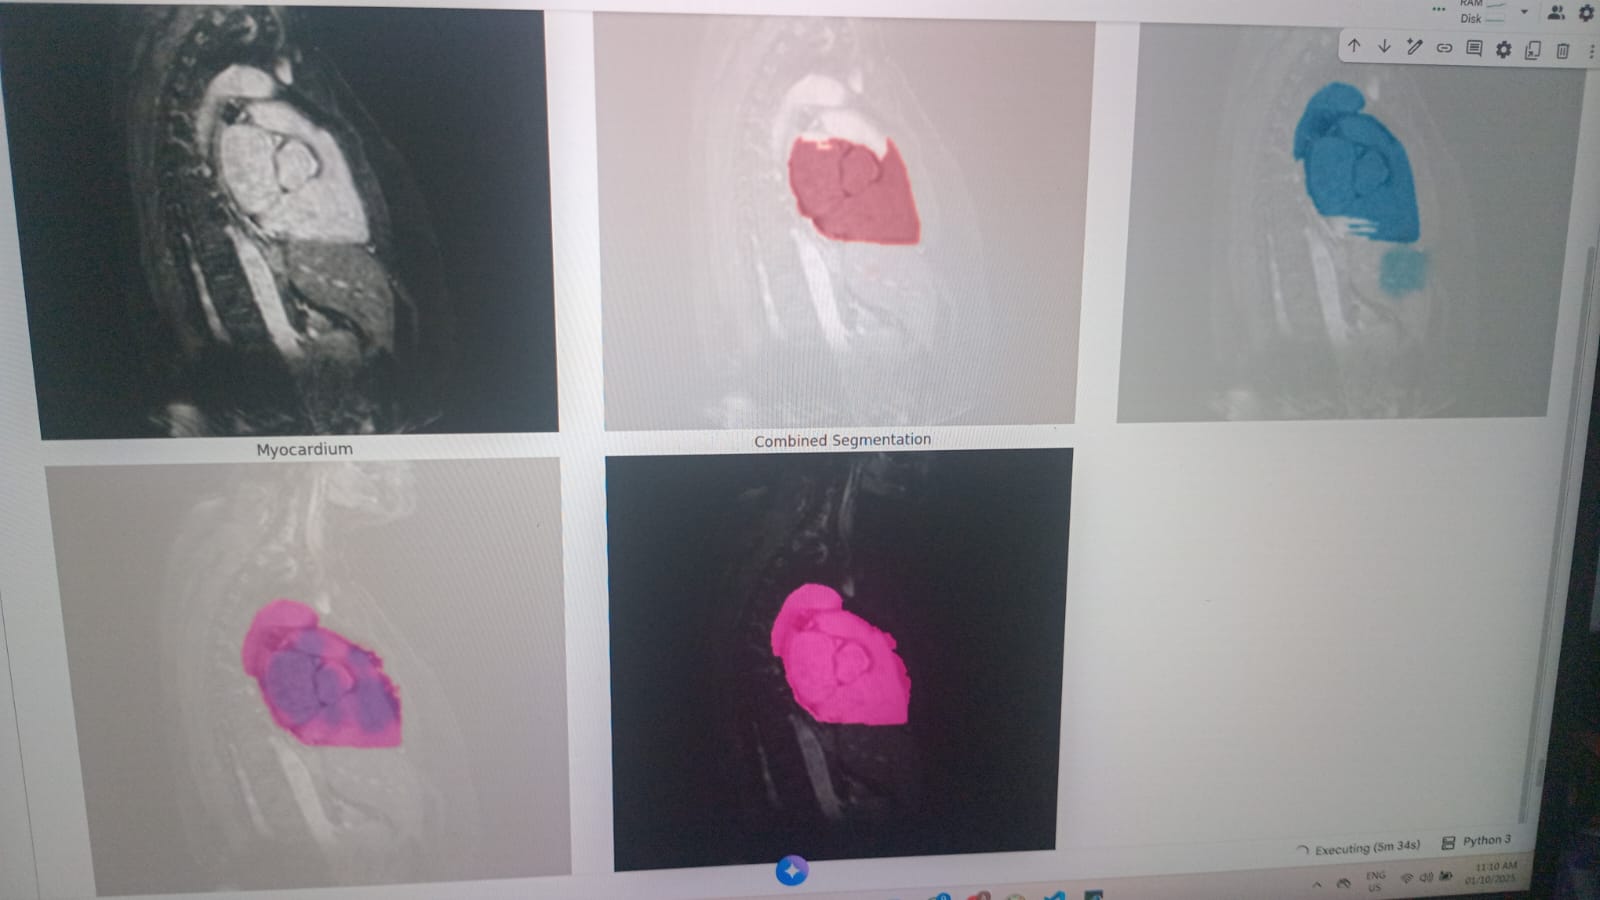 RAM
Disk
Myocardium
Combined Segmentation
Executing (5m 34s)
Python 3
ENG
US
11:10 AM
01/10/2025